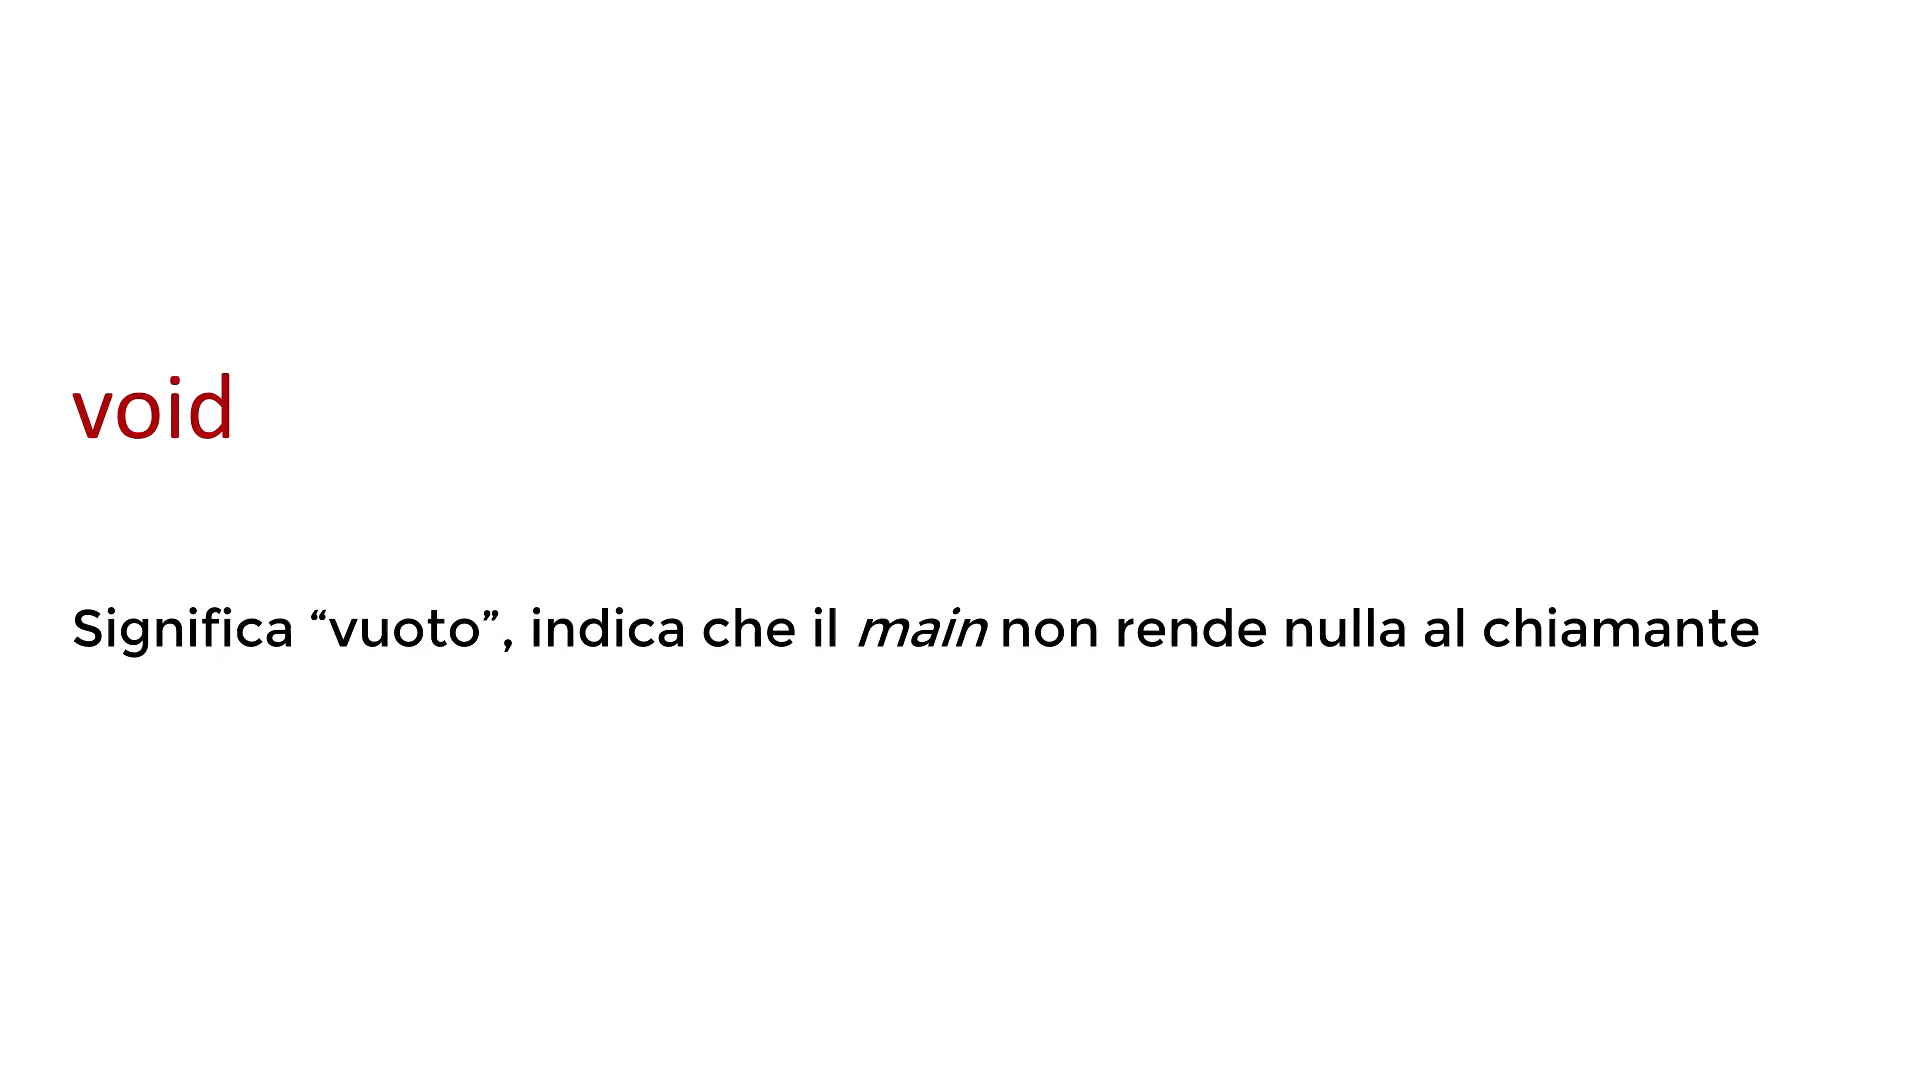 void
Significa “vuoto”, indica che il main non rende nulla al chiamante